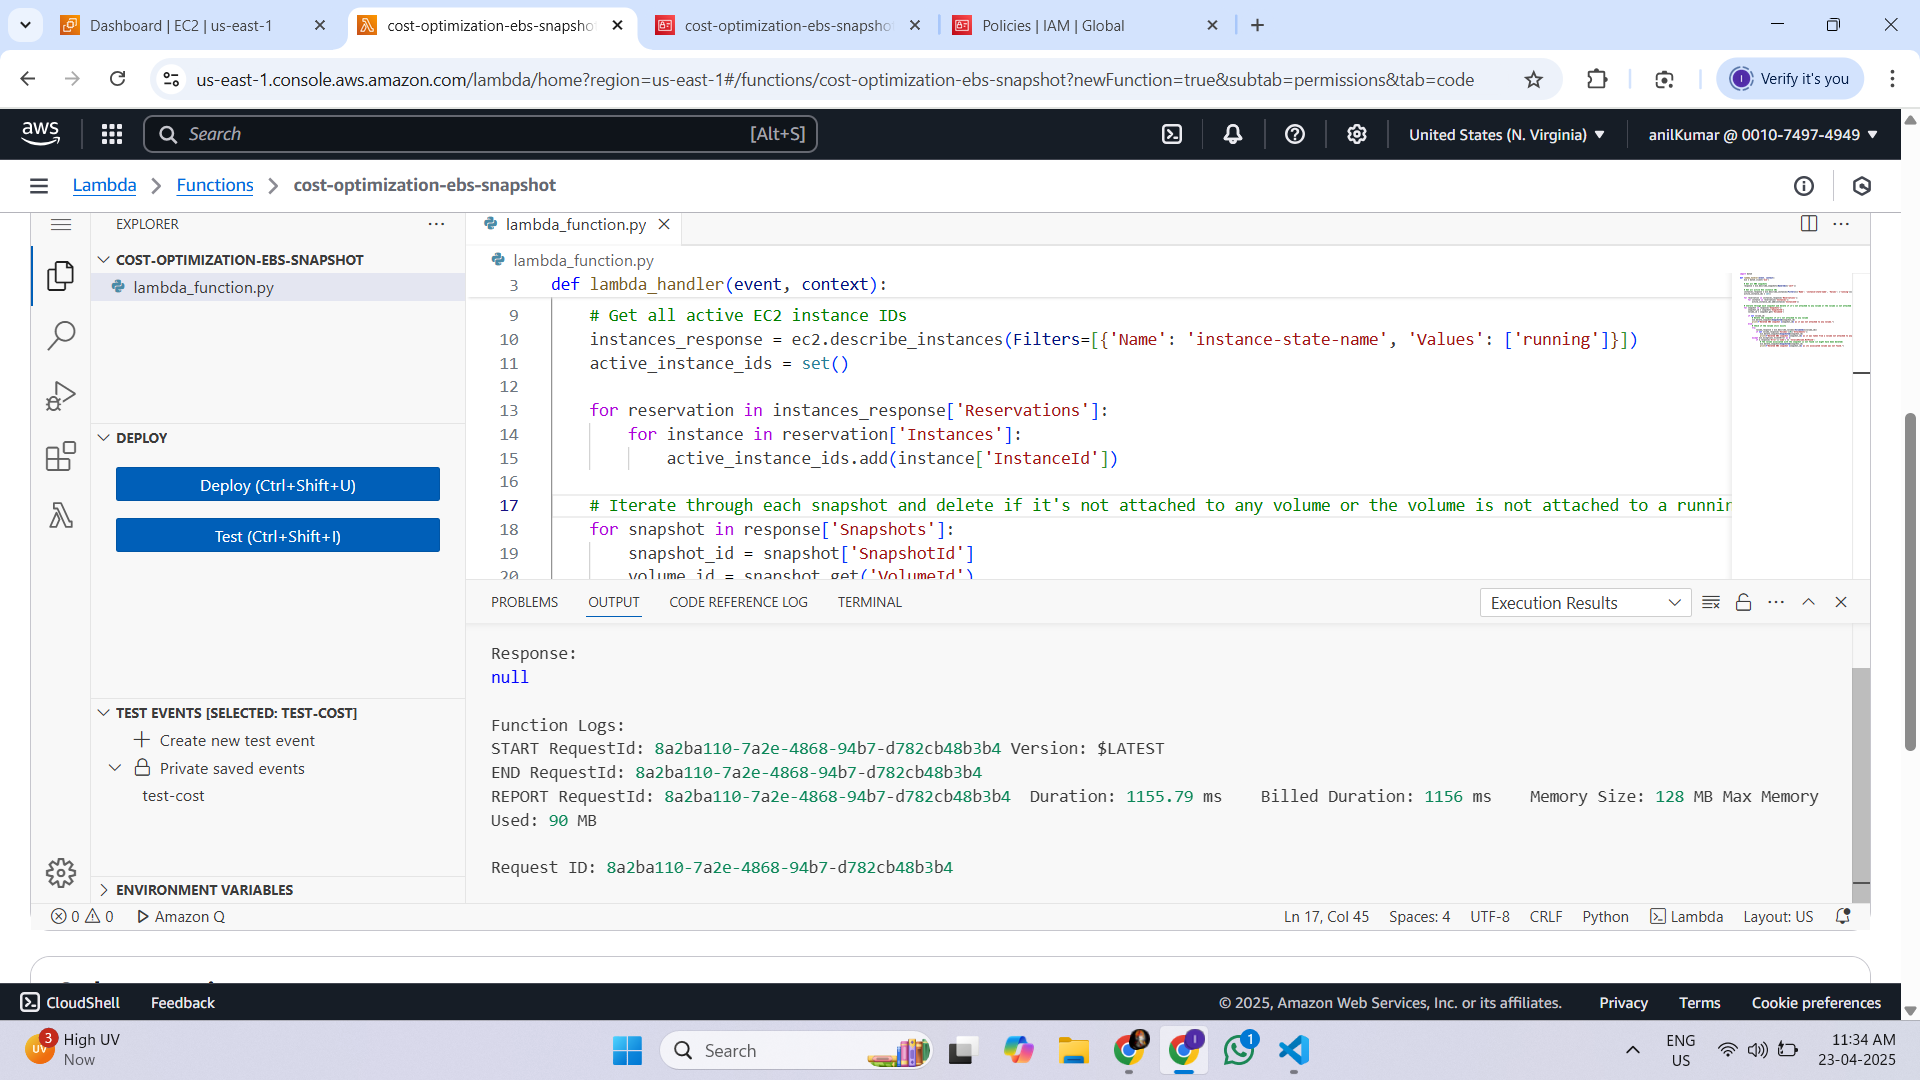 Dashboard | EC2 | us-east-1
cost-optimization-ebs-snapsho
cost-optimization-ebs-snapsho
Policies | IAM | Global
us-east-1.console.aws.amazon.com/lambda/home?region=us-east-1#/functions/cost-optimization-ebs-snapshot?newFunction=true&subtab=permissions&tab=code
Verify it's you
aws
Search
[Alt+S]
United States (N. Virginia)
anilKumar @ 0010-7497-4949
Lambda
Functions
cost-optimization-ebs-snapshot
EXPLORER
COST-OPTIMIZATION-EBS-SNAPSHOT
lambda_function.py
DEPLOY
Deploy (Ctrl+Shift+U)
Test (Ctrl+Shift+I)
TEST EVENTS [SELECTED: TEST-COST]
Create new test event
Private saved events
test-cost
ENVIRONMENT VARIABLES
lambda_function.py
lambda_function.py
3 def lambda_handler(event, context):
9 # Get all active EC2 instance IDs
10 instances_response = ec2.describe_instances(Filters=[{'Name': 'instance-state-name', 'Values': ['running']}])
11 active_instance_ids = set()
12
13 for reservation in instances_response['Reservations']:
14 for instance in reservation['Instances']:
15 active_instance_ids.add(instance['InstanceId'])
16
17 # Iterate through each snapshot and delete if it's not attached to any volume or the volume is not attached to a runnin
18 for snapshot in response['Snapshots']:
19 snapshot_id = snapshot['SnapshotId']
20 volume_id = snapshot.get('VolumeId')
PROBLEMS
OUTPUT
CODE REFERENCE LOG
TERMINAL
Execution Results
Response:
null
Function Logs:
START RequestId: 8a2ba110-7a2e-4868-94b7-d782cb48b3b4 Version: $LATEST
END RequestId: 8a2ba110-7a2e-4868-94b7-d782cb48b3b4
REPORT RequestId: 8a2ba110-7a2e-4868-94b7-d782cb48b3b4 Duration: 1155.79 ms Billed Duration: 1156 ms Memory Size: 128 MB Max Memory
Used: 90 MB
Request ID: 8a2ba110-7a2e-4868-94b7-d782cb48b3b4
0 0
Amazon Q
Ln 17, Col 45
Spaces: 4
UTF-8
CRLF
Python
Lambda
Layout: US
CloudShell
Feedback
© 2025, Amazon Web Services, Inc. or its affiliates.
Privacy
Terms
Cookie preferences
3
UV
High UV
Now
Search
1
ENG
US
11:34 AM
23-04-2025